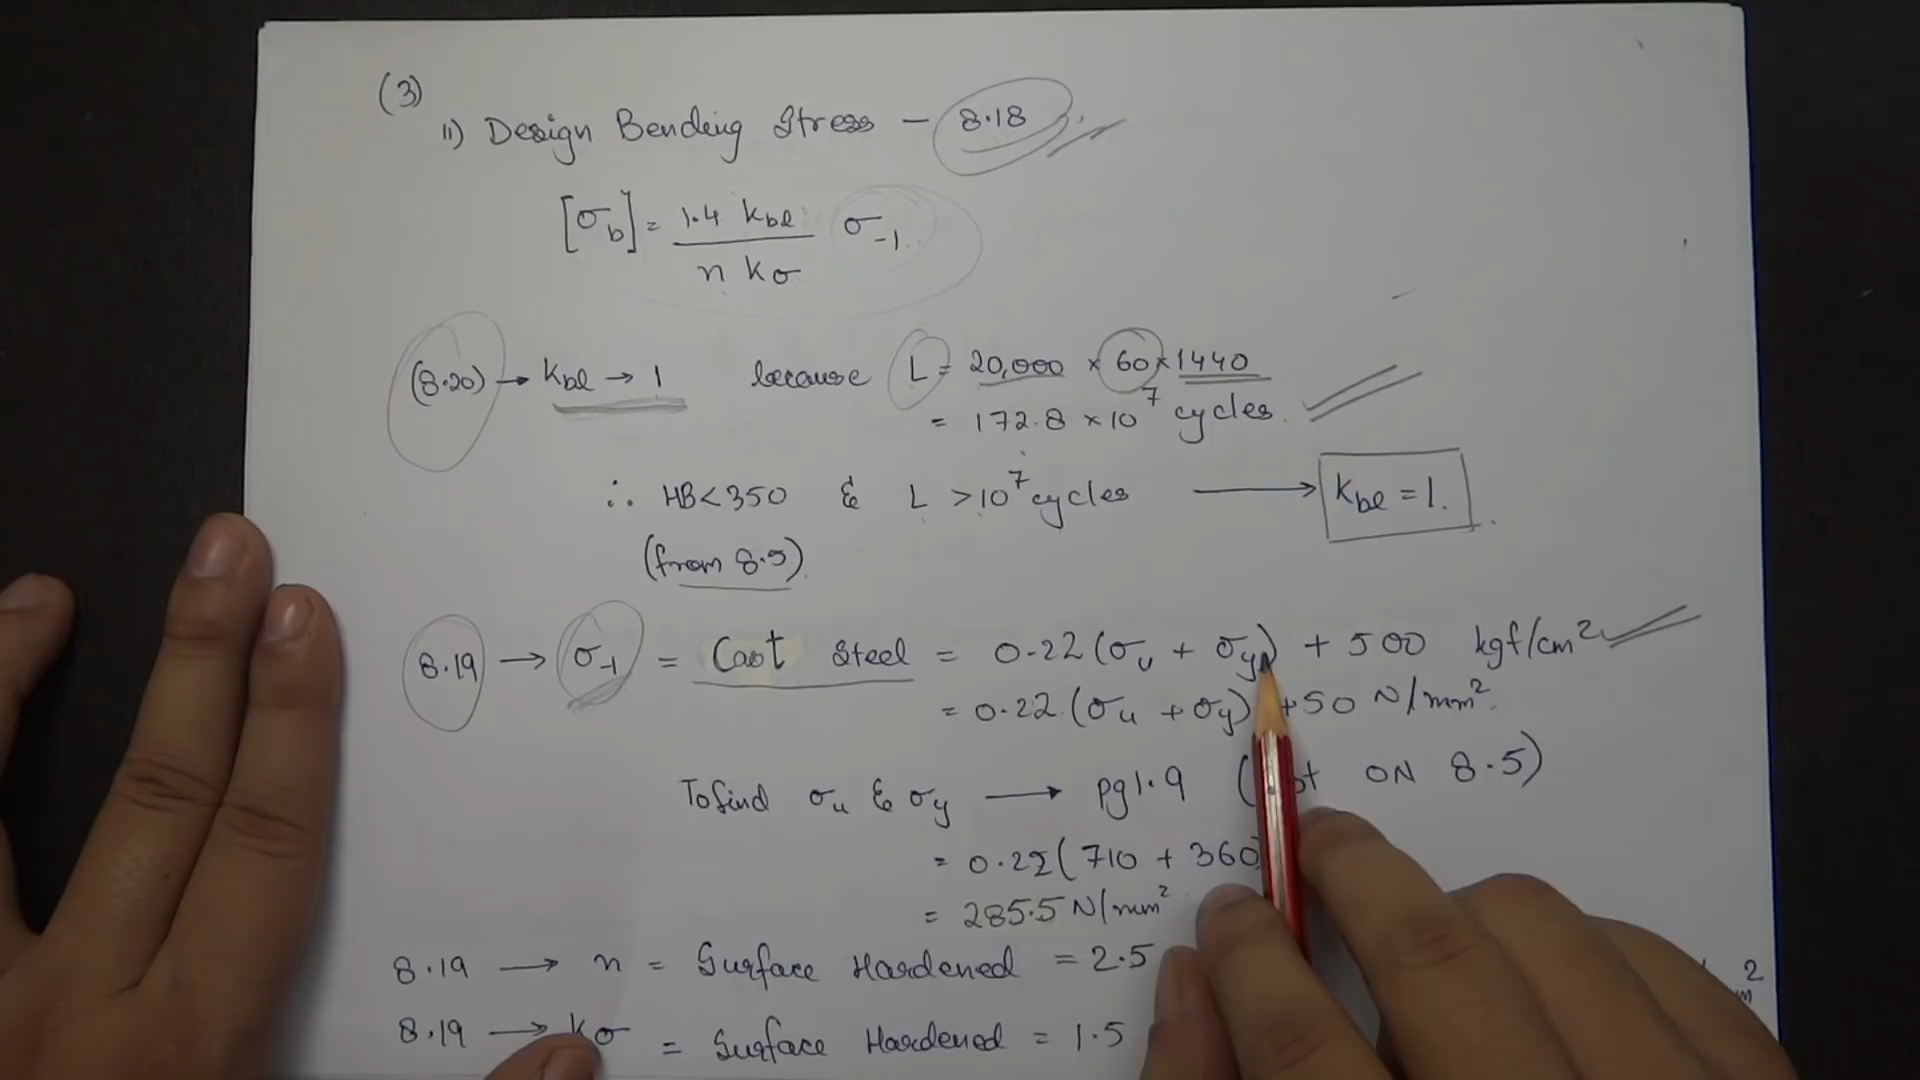 (3)
ii) Design Bending Stress – 8.18
[σb] = 1.4 kbl / n kσ σ-1
(8.20) → kbl → 1 because L = 20,000 × 60 × 1440
= 172.8 × 10^7 cycles.
∴ HB < 350 & L > 10^7 cycles → kbl = 1.
(from 8.5)
8.19 → σ-1 = Cast Steel = 0.22 (σu + σy) + 500 kgf/cm²
= 0.22 (σu + σy) +50 N/mm².
To find σu & σy → pg 1.9 ( ON 8.5)
= 0.22 (710 + 360
= 285.5 N/mm²
8.19 → n = Surface Hardened = 2.5
8.19 → kσ = Surface Hardened = 1.5